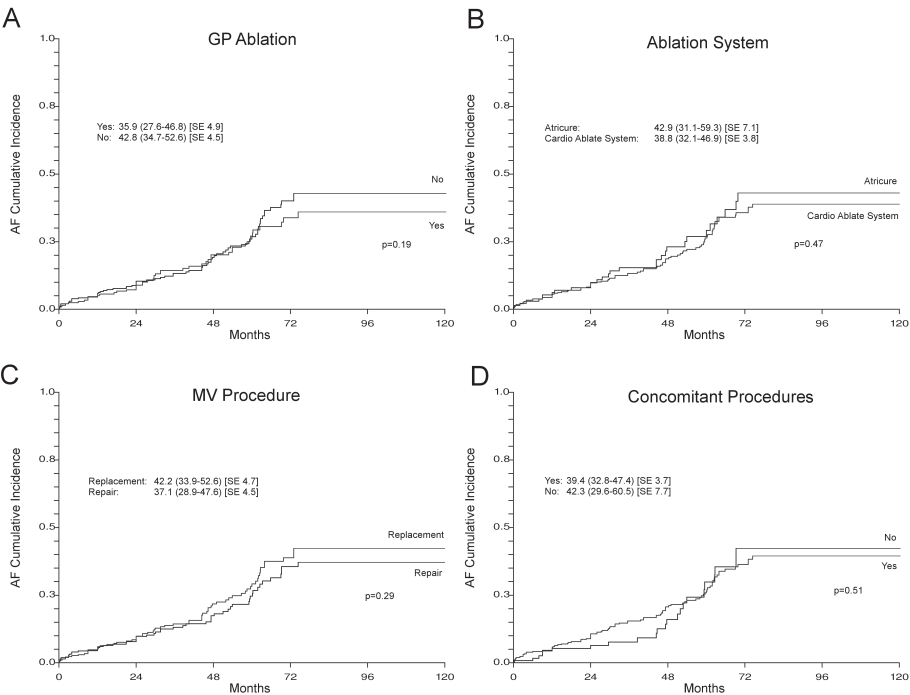 A
GP Ablation
AF Cumulative Incidence
1.0
0.8
0.5
0.3
0.0
Yes: 35.9 (27.6-46.8) [SE 4.9]
No: 42.8 (34.7-52.6) [SE 4.5]
No
Yes
p=0.19
0 24 48 72 96 120
Months
B
Ablation System
AF Cumulative Incidence
1.0
0.8
0.5
0.3
0.0
Atricure: 42.9 (31.1-59.3) [SE 7.1]
Cardio Ablate System: 38.8 (32.1-46.9) [SE 3.8]
Atricure
Cardio Ablate System
p=0.47
0 24 48 72 96 120
Months
C
MV Procedure
AF Cumulative Incidence
1.0
0.8
0.5
0.3
0.0
Replacement: 42.2 (33.9-52.6) [SE 4.7]
Repair: 37.1 (28.9-47.6) [SE 4.5]
Replacement
Repair
p=0.29
0 24 48 72 96 120
Months
D
Concomitant Procedures
AF Cumulative Incidence
1.0
0.8
0.5
0.3
0.0
Yes: 39.4 (32.8-47.4) [SE 3.7]
No: 42.3 (29.6-60.5) [SE 7.7]
No
Yes
p=0.51
0 24 48 72 96 120
Months